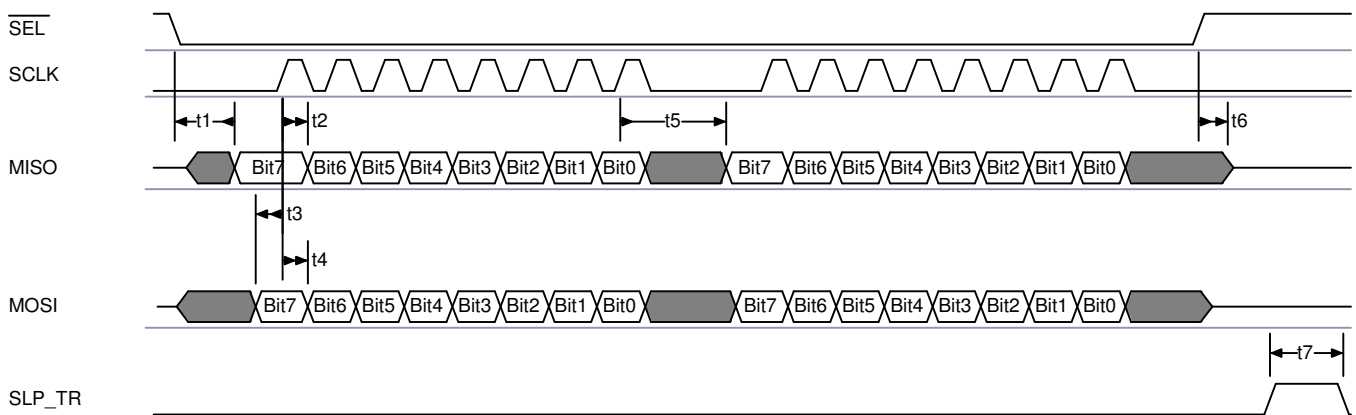 SEL
SCLK
t1 t2 t5 t6
MISO Bit7 Bit6 Bit5 Bit4 Bit3 Bit2 Bit1 Bit0 Bit7 Bit6 Bit5 Bit4 Bit3 Bit2 Bit1 Bit0
t3
t4
MOSI Bit7 Bit6 Bit5 Bit4 Bit3 Bit2 Bit1 Bit0 Bit7 Bit6 Bit5 Bit4 Bit3 Bit2 Bit1 Bit0
t7
SLP_TR